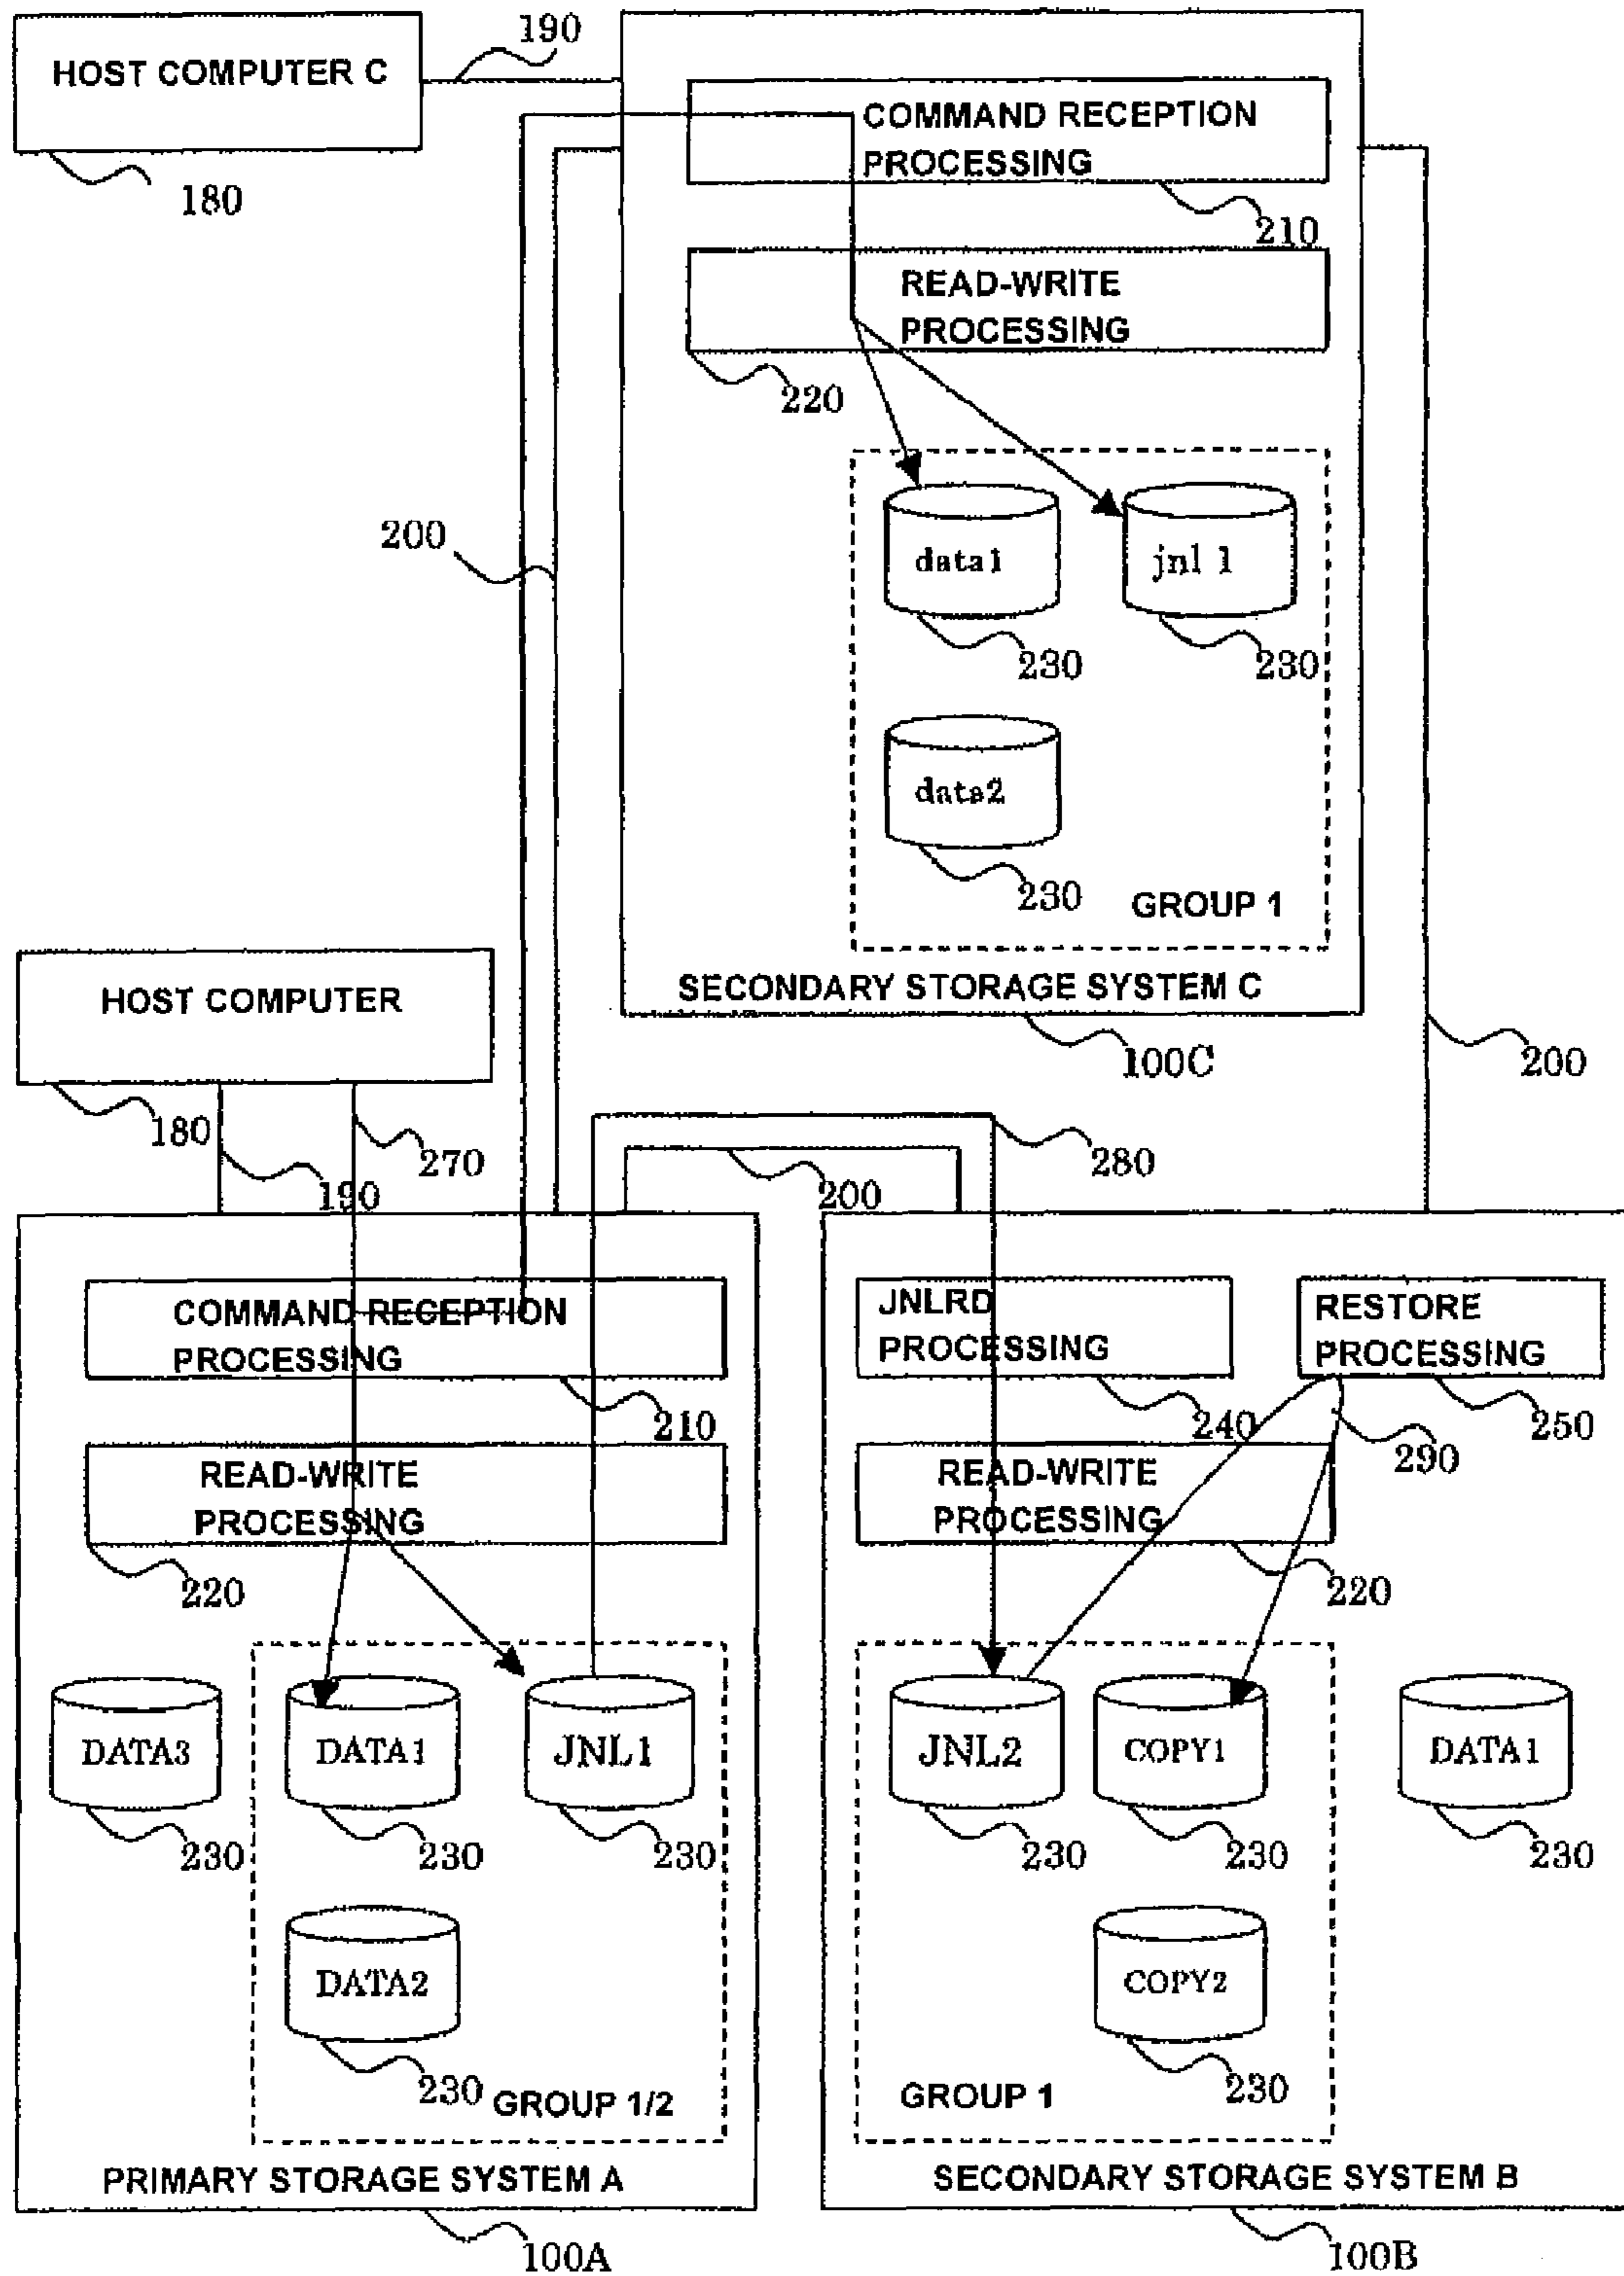 HOST COMPUTER C
180
190
COMMAND RECEPTION
PROCESSING
210
READ-WRITE
PROCESSING
220
200
data1
230
jnl 1
230
data2
230
GROUP 1
SECONDARY STORAGE SYSTEM C
100C
200
HOST COMPUTER
180
190
270
280
200
COMMAND RECEPTION
PROCESSING
210
READ-WRITE
PROCESSING
220
DATA3
230
DATA1
230
JNL1
230
DATA2
230
GROUP 1/2
PRIMARY STORAGE SYSTEM A
100A
JNLRD
PROCESSING
240
RESTORE
PROCESSING
250
290
READ-WRITE
PROCESSING
220
JNL2
230
COPY1
230
DATA1
230
COPY2
230
GROUP 1
SECONDARY STORAGE SYSTEM B
100B